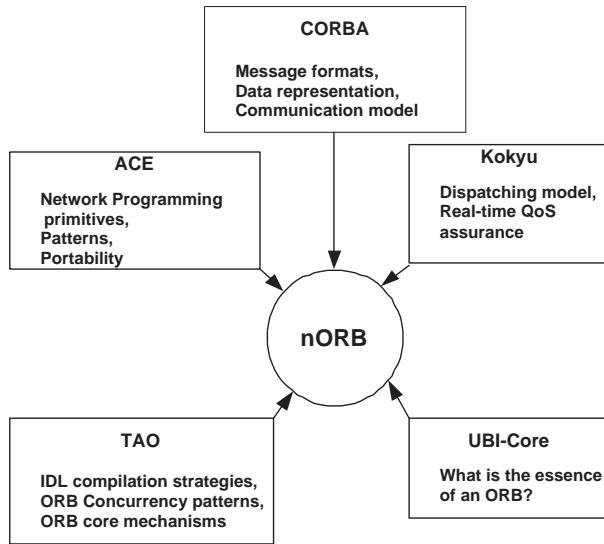 CORBA
Message formats,
Data representation,
Communication model
ACE
Network Programming
primitives,
Patterns,
Portability
Kokyu
Dispatching model,
Real-time QoS
assurance
nORB
TAO
IDL compilation strategies,
ORB Concurrency patterns,
ORB core mechanisms
UBI-Core
What is the essence
of an ORB?